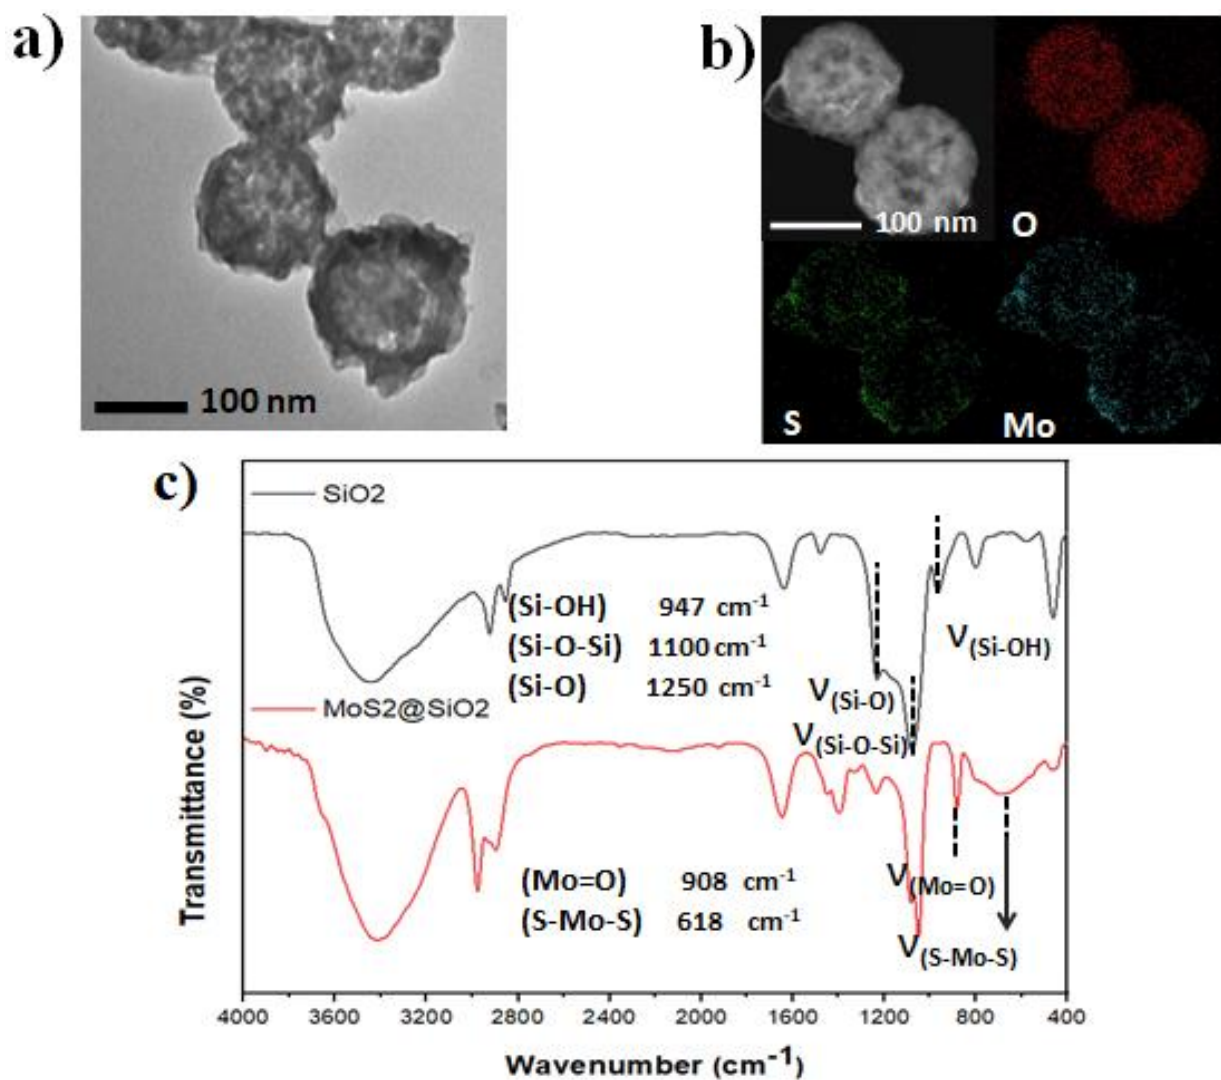 a)
100 nm
b)
100 nm
O
S
Mo
c)
SiO2
(Si-OH) 947 cm-1
(Si-O-Si) 1100 cm-1
(Si-O) 1250 cm-1
ν(Si-OH)
ν(Si-O)
ν(Si-O-Si)
MoS2@SiO2
(Mo=O) 908 cm-1
(S-Mo-S) 618 cm-1
ν(Mo=O)
ν(S-Mo-S)
Transmittance (%)
4000 3600 3200 2800 2400 2000 1600 1200 800 400
Wavenumber (cm-1)